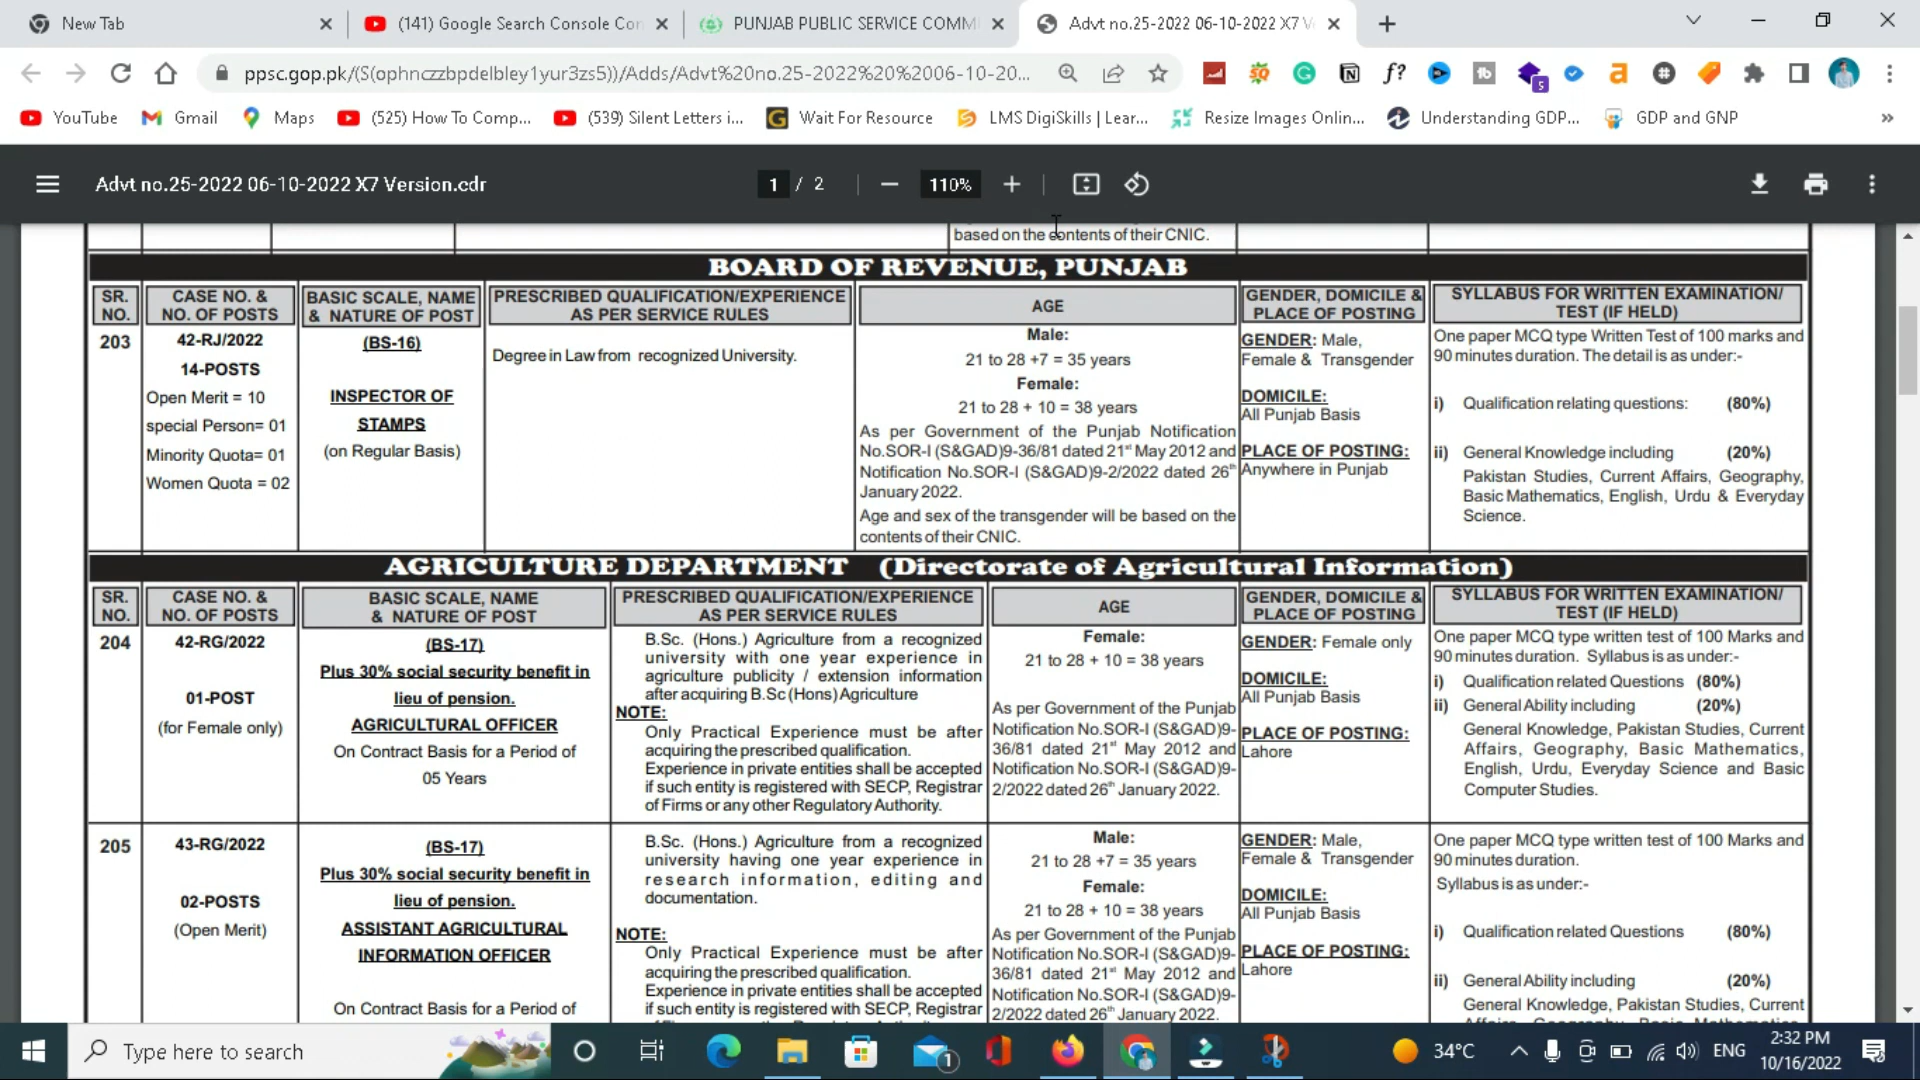 New Tab
(141) Google Search Console Con
PUNJAB PUBLIC SERVICE COMM
Advt no.25-2022 06-10-2022 X7 V
ppsc.gop.pk/(S(ophnczzbpdelbley1yur3zs5))/Adds/Advt%20no.25-2022%20%2006-10-20...
YouTube
Gmail
Maps
(525) How To Comp...
(539) Silent Letters i...
Wait For Resource
LMS DigiSkills | Lear...
Resize Images Onlin...
Understanding GDP...
GDP and GNP
»
Advt no.25-2022 06-10-2022 X7 Version.cdr
1 / 2
110%
based on the contents of their CNIC.
BOARD OF REVENUE, PUNJAB
SR. NO.
CASE NO. & NO. OF POSTS
BASIC SCALE, NAME & NATURE OF POST
PRESCRIBED QUALIFICATION/EXPERIENCE AS PER SERVICE RULES
AGE
GENDER, DOMICILE & PLACE OF POSTING
SYLLABUS FOR WRITTEN EXAMINATION/ TEST (IF HELD)
203
42-RJ/2022
14-POSTS
Open Merit = 10
special Person= 01
Minority Quota= 01
Women Quota = 02
(BS-16)
INSPECTOR OF
STAMPS
(on Regular Basis)
Degree in Law from recognized University.
Male:
21 to 28 +7 = 35 years
Female:
21 to 28 + 10 = 38 years
As per Government of the Punjab Notification
No.SOR-I (S&GAD)9-36/81 dated 21st May 2012 and
Notification No.SOR-I (S&GAD)9-2/2022 dated 26th
January 2022.
Age and sex of the transgender will be based on the
contents of their CNIC.
GENDER: Male,
Female & Transgender
DOMICILE:
All Punjab Basis
PLACE OF POSTING:
Anywhere in Punjab
One paper MCQ type Written Test of 100 marks and
90 minutes duration. The detail is as under:-
i) Qualification relating questions: (80%)
ii) General Knowledge including (20%)
Pakistan Studies, Current Affairs, Geography,
Basic Mathematics, English, Urdu & Everyday
Science.
AGRICULTURE DEPARTMENT (Directorate of Agricultural Information)
SR. NO.
CASE NO. & NO. OF POSTS
BASIC SCALE, NAME & NATURE OF POST
PRESCRIBED QUALIFICATION/EXPERIENCE AS PER SERVICE RULES
AGE
GENDER, DOMICILE & PLACE OF POSTING
SYLLABUS FOR WRITTEN EXAMINATION/ TEST (IF HELD)
204
42-RG/2022
01-POST
(for Female only)
(BS-17)
Plus 30% social security benefit in
lieu of pension.
AGRICULTURAL OFFICER
On Contract Basis for a Period of
05 Years
B.Sc. (Hons.) Agriculture from a recognized
university with one year experience in
agriculture publicity / extension information
after acquiring B.Sc (Hons) Agriculture
NOTE:
Only Practical Experience must be after
acquiring the prescribed qualification.
Experience in private entities shall be accepted
if such entity is registered with SECP, Registrar
of Firms or any other Regulatory Authority.
Female:
21 to 28 + 10 = 38 years
As per Government of the Punjab
Notification No.SOR-I (S&GAD)9-
36/81 dated 21st May 2012 and
Notification No.SOR-I (S&GAD)9-
2/2022 dated 26th January 2022.
GENDER: Female only
DOMICILE:
All Punjab Basis
PLACE OF POSTING:
Lahore
One paper MCQ type written test of 100 Marks and
90 minutes duration. Syllabus is as under:-
i) Qualification related Questions (80%)
ii) General Ability including (20%)
General Knowledge, Pakistan Studies, Current
Affairs, Geography, Basic Mathematics,
English, Urdu, Everyday Science and Basic
Computer Studies.
205
43-RG/2022
02-POSTS
(Open Merit)
(BS-17)
Plus 30% social security benefit in
lieu of pension.
ASSISTANT AGRICULTURAL
INFORMATION OFFICER
On Contract Basis for a Period of
B.Sc. (Hons.) Agriculture from a recognized
university having one year experience in
research information, editing and
documentation.
NOTE:
Only Practical Experience must be after
acquiring the prescribed qualification.
Experience in private entities shall be accepted
if such entity is registered with SECP, Registrar
Male:
21 to 28 +7 = 35 years
Female:
21 to 28 + 10 = 38 years
As per Government of the Punjab
Notification No.SOR-I (S&GAD)9-
36/81 dated 21st May 2012 and
Notification No.SOR-I (S&GAD)9-
2/2022 dated 26th January 2022.
GENDER: Male,
Female & Transgender
DOMICILE:
All Punjab Basis
PLACE OF POSTING:
Lahore
One paper MCQ type written test of 100 Marks and
90 minutes duration.
Syllabus is as under:-
i) Qualification related Questions (80%)
ii) General Ability including (20%)
General Knowledge, Pakistan Studies, Current
Type here to search
1
34°C
ENG
2:32 PM
10/16/2022